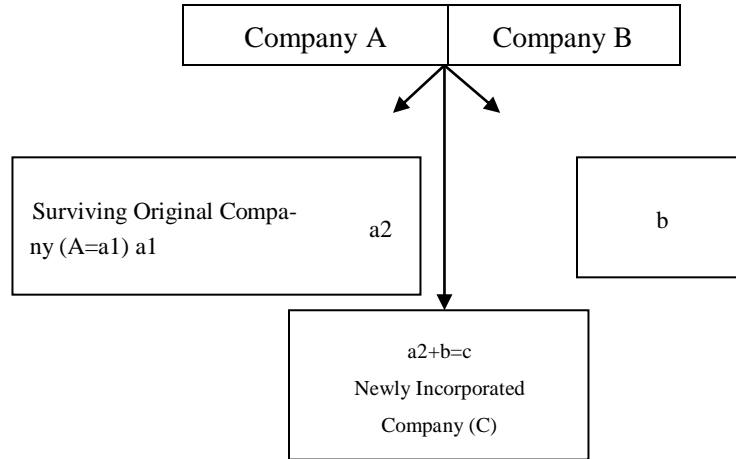 Company A
Company B
Surviving Original Compa-
ny (A=a1) a1
a2
b
a2+b=c
Newly Incorporated
Company (C)